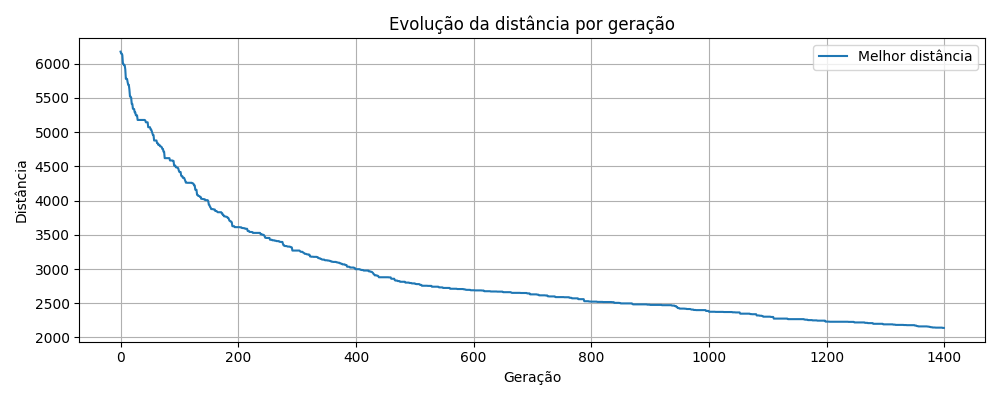 Evolução da distância por geração
Melhor distância
Distância
6000
5500
5000
4500
4000
3500
3000
2500
2000
0 200 400 600 800 1000 1200 1400
Geração